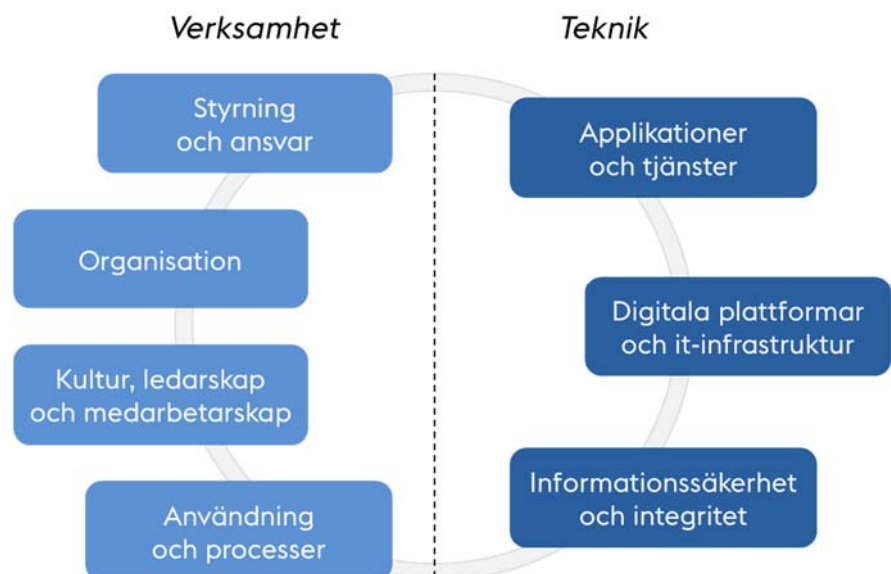 Verksamhet
Teknik
Styrning
och ansvar
Organisation
Kultur, ledarskap
och medarbetarskap
Användning
och processer
Applikationer
och tjänster
Digitala plattformar
och it-infrastruktur
Informationssäkerhet
och integritet